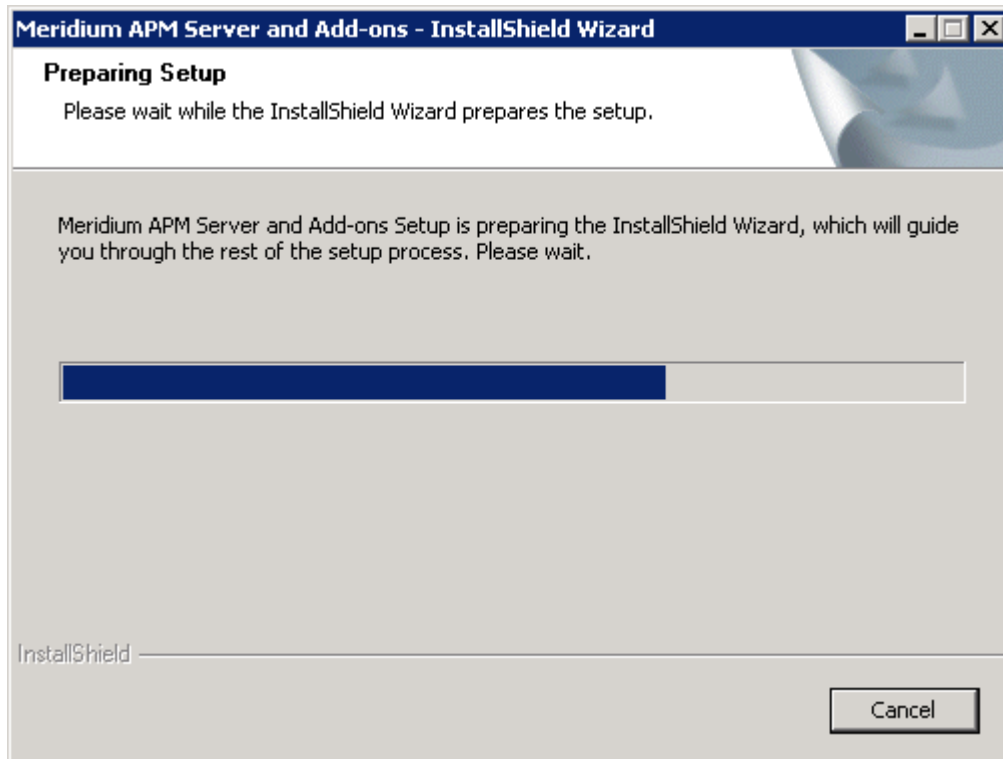 Meridium APM Server and Add-ons - InstallShield Wizard
Preparing Setup
Please wait while the InstallShield Wizard prepares the setup.
Meridium APM Server and Add-ons Setup is preparing the InstallShield Wizard, which will guide
you through the rest of the setup process. Please wait.
InstallShield
Cancel